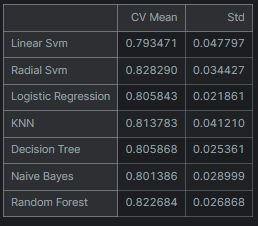 CV Mean Std
Linear Svm 0.793471 0.047797
Radial Svm 0.828290 0.034427
Logistic Regression 0.805843 0.021861
KNN 0.813783 0.041210
Decision Tree 0.805868 0.025361
Naive Bayes 0.801386 0.028999
Random Forest 0.822684 0.026868